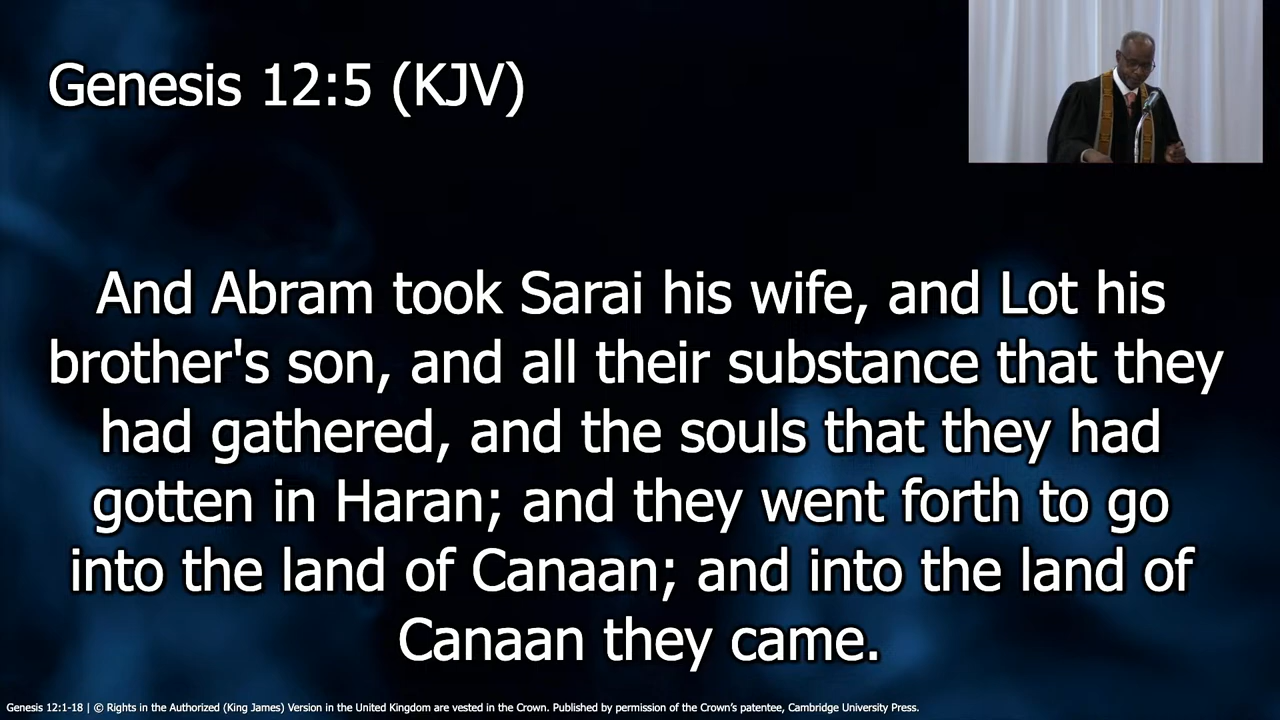 Genesis 12:5 (KJV)
And Abram took Sarai his wife, and Lot his
brother's son, and all their substance that they
had gathered, and the souls that they had
gotten in Haran; and they went forth to go
into the land of Canaan; and into the land of
Canaan they came.
Genesis 12:1-18 | © Rights in the Authorized (King James) Version in the United Kingdom are vested in the Crown. Published by permission of the Crown’s patentee, Cambridge University Press.